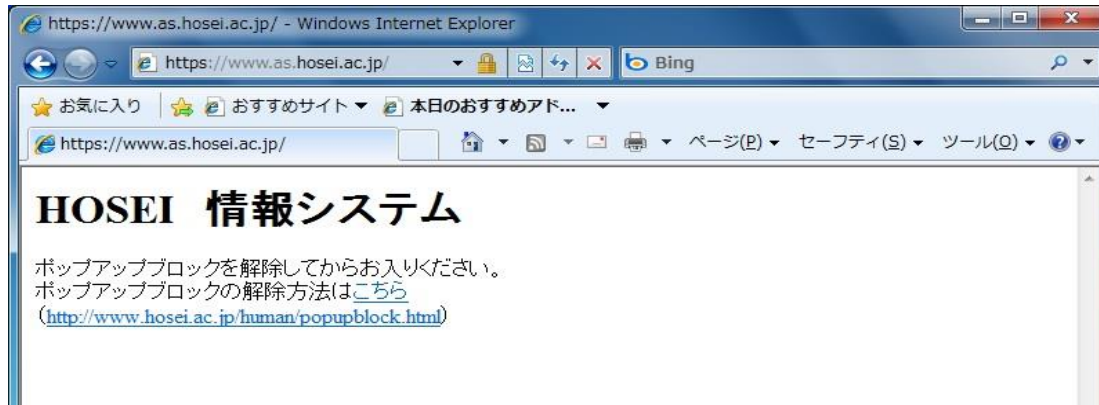 https://www.as.hosei.ac.jp/ - Windows Internet Explorer
https://www.as.hosei.ac.jp/
Bing
お気に入り おすすめサイト 本日のおすすめアド...
https://www.as.hosei.ac.jp/
ページ(P) セーフティ(S) ツール(O)
HOSEI 情報システム
ポップアップブロックを解除してからお入りください。
ポップアップブロックの解除方法はこちら
(http://www.hosei.ac.jp/human/popupblock.html)